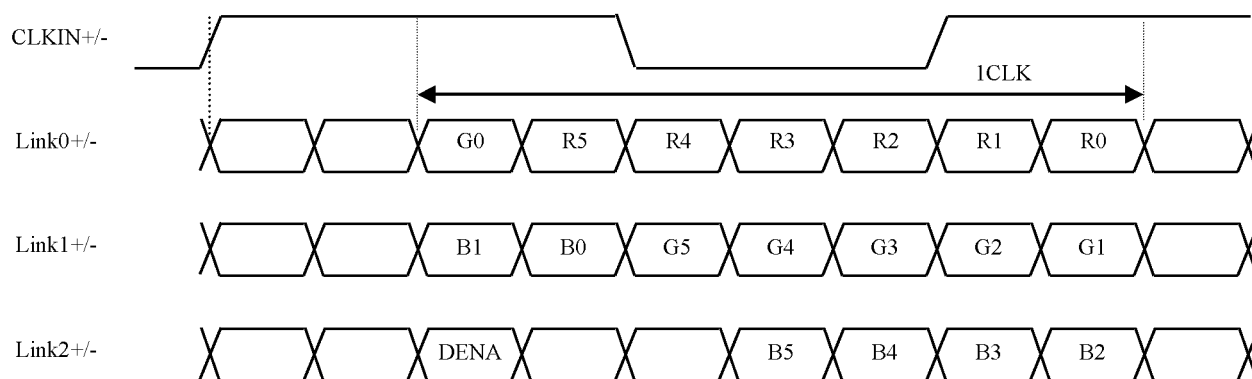 CLKIN+/-
1CLK
Link0+/- G0 R5 R4 R3 R2 R1 R0
Link1+/- B1 B0 G5 G4 G3 G2 G1
Link2+/- DENA B5 B4 B3 B2